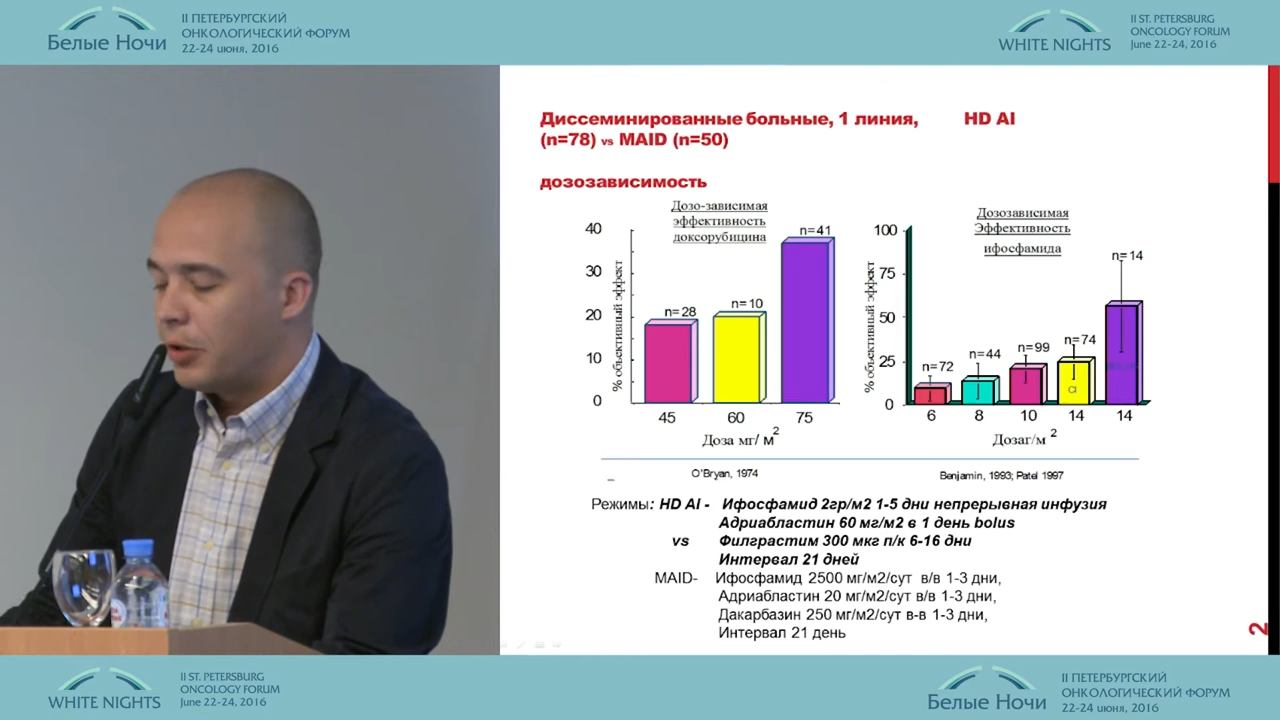 Белые Ночи
II ПЕТЕРБУРГСКИЙ
ОНКОЛОГИЧЕСКИЙ ФОРУМ
22-24 июня, 2016
WHITE NIGHTS
II ST. PETERSBURG
ONCOLOGY FORUM
June 22-24, 2016
Диссеминированные больные, 1 линия, HD AI
(n=78) vs MAID (n=50)
дозозависимость
Дозо-зависимая
эффективность
доксорубицина
% объективный эффект
40
30
20
10
0
n=28
n=10
n=41
45 60 75
Доза мг/ м2
O'Bryan, 1974
Дозозависимая
Эффективность
ифосфамида
% объективный эффект
100
75
50
25
0
n=72
n=44
n=99
n=74
n=14
CI
6 8 10 14 14
Дозаг/м 2
Benjamin, 1993; Patel 1997
Режимы: HD AI - Ифосфамид 2гр/м2 1-5 дни непрерывная инфузия
Адриабластин 60 мг/м2 в 1 день bolus
vs Филграстим 300 мкг п/к 6-16 дни
Интервал 21 дней
MAID- Ифосфамид 2500 мг/м2/сут в/в 1-3 дни,
Адриабластин 20 мг/м2/сут в/в 1-3 дни,
Дакарбазин 250 мг/м2/сут в-в 1-3 дни,
Интервал 21 день
2
WHITE NIGHTS
II ST. PETERSBURG
ONCOLOGY FORUM
June 22-24, 2016
Белые Ночи
II ПЕТЕРБУРГСКИЙ
ОНКОЛОГИЧЕСКИЙ ФОРУМ
22-24 июня, 2016